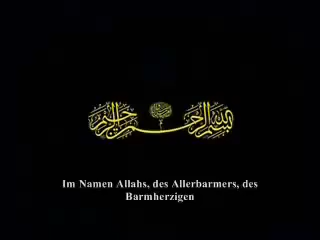 بسم الله الرحمن الرحيم
Im Namen Allahs, des Allerbarmers, des
Barmherzigen